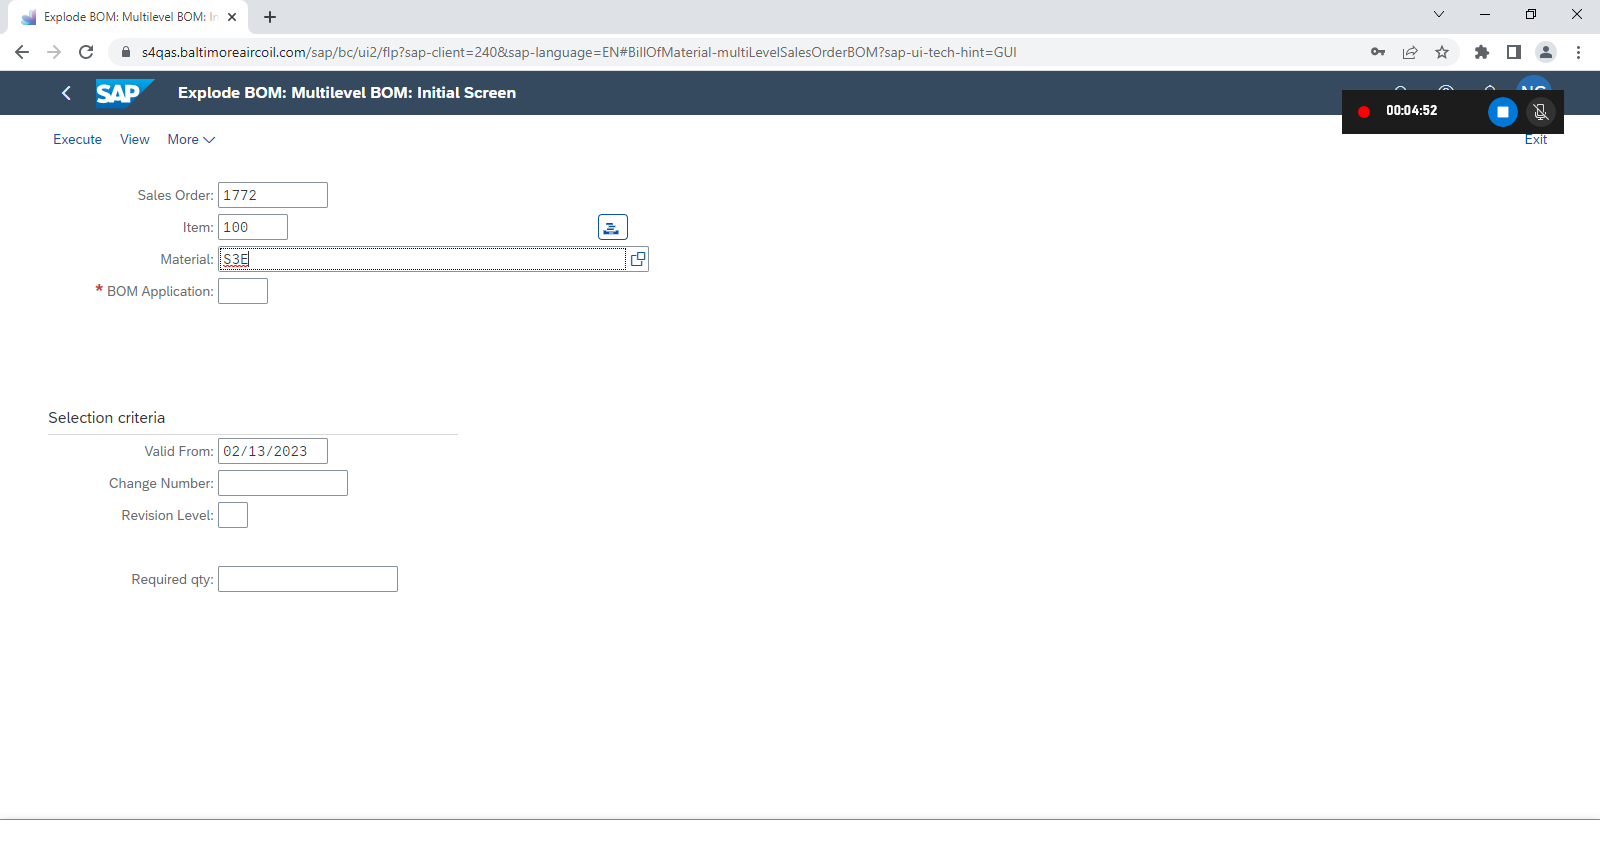 Explode BOM: Multilevel BOM: In
s4qas.baltimoreaircoil.com/sap/bc/ui2/flp?sap-client=240&sap-language=EN#BillOfMaterial-multiLevelSalesOrderBOM?sap-ui-tech-hint=GUI
SAP Explode BOM: Multilevel BOM: Initial Screen
00:04:52
Execute View More Exit
Sales Order: 1772
Item: 100
Material: S3E
* BOM Application:
Selection criteria
Valid From: 02/13/2023
Change Number:
Revision Level:
Required qty: